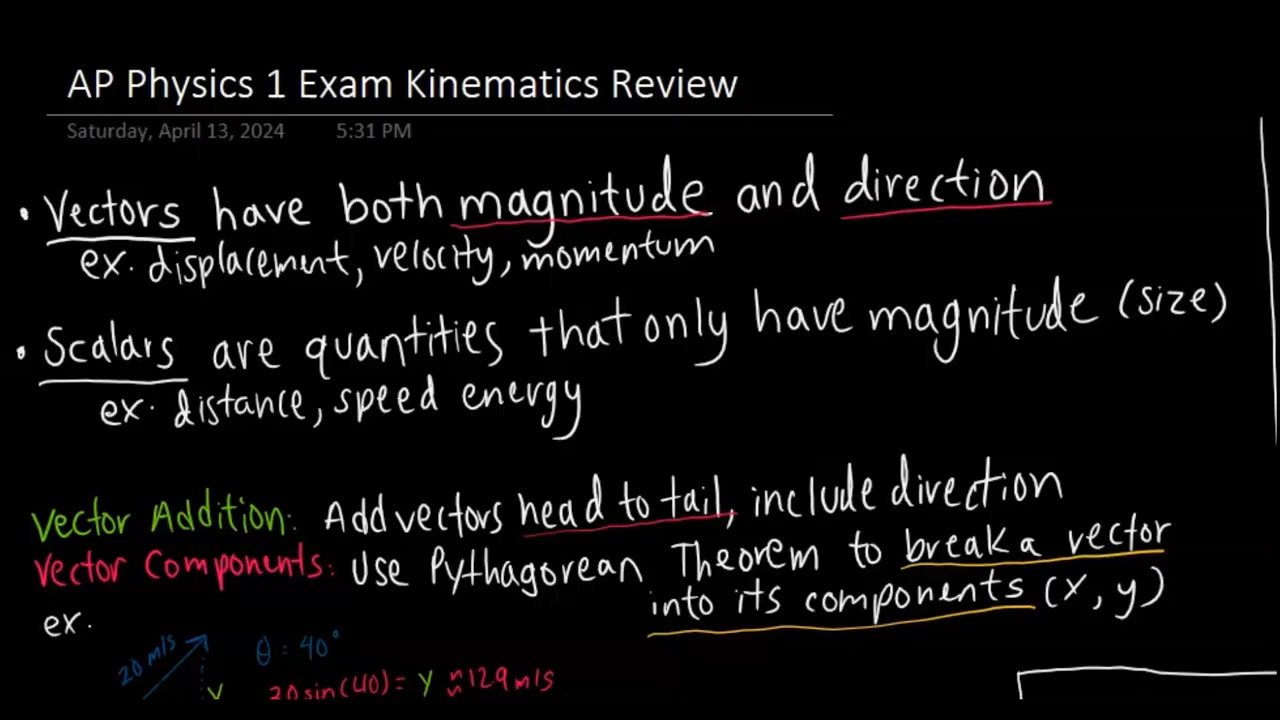 AP Physics 1 Exam Kinematics Review
Saturday, April 13, 2024 5:31 PM
• Vectors have both magnitude and direction
ex. displacement, velocity, momentum
• Scalars are quantities that only have magnitude (size)
ex. distance, speed energy
Vector Addition: Add vectors head to tail, include direction
Vector Components: Use Pythagorean Theorem to break a vector
into its components (x, y)
ex.
20 m/s
θ = 40°
y
20 sin(40) = y ≈ 12.9 m/s